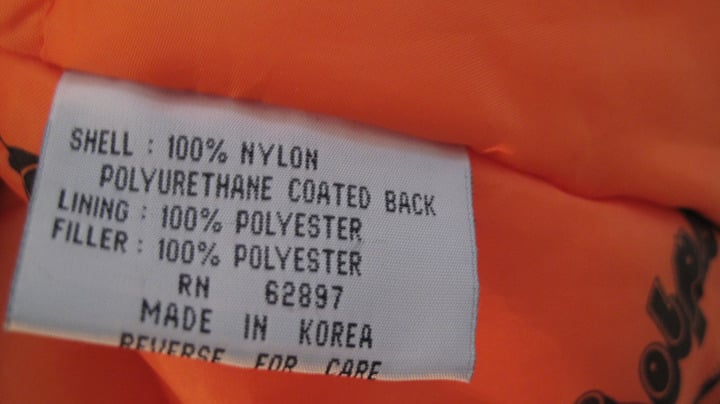 SHELL : 100% NYLON
POLYURETHANE COATED BACK
LINING : 100% POLYESTER
FILLER : 100% POLYESTER
RN 62897
MADE IN KOREA
REVERSE FOR CARE